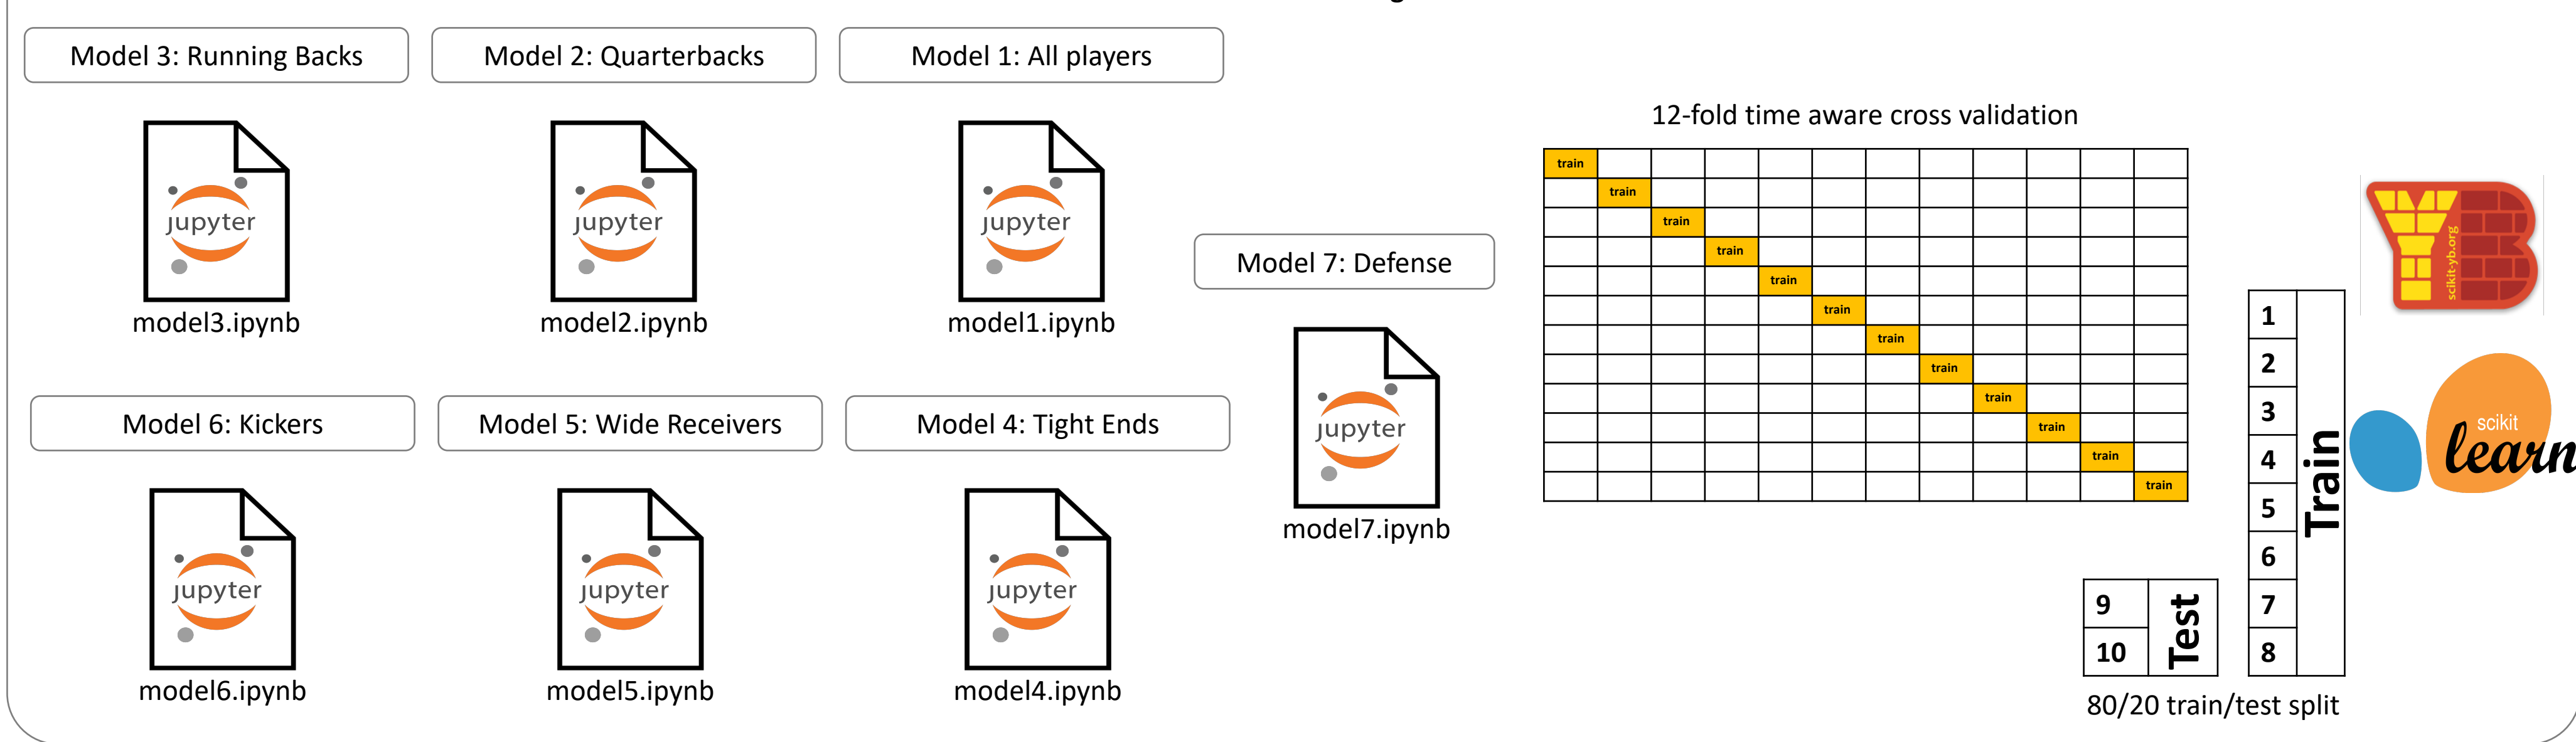 Model 3: Running Backs
Model 2: Quarterbacks
Model 1: All players
jupyter
jupyter
jupyter
model3.ipynb
model2.ipynb
model1.ipynb
Model 6: Kickers
Model 5: Wide Receivers
Model 4: Tight Ends
jupyter
jupyter
jupyter
model6.ipynb
model5.ipynb
model4.ipynb
Model 7: Defense
jupyter
model7.ipynb
12-fold time aware cross validation
train
train
train
train
train
train
train
train
train
train
train
train
9
10
Test
1
2
3
4
5
6
7
8
Train
80/20 train/test split
YB
scikit-yb.org
scikit
learn